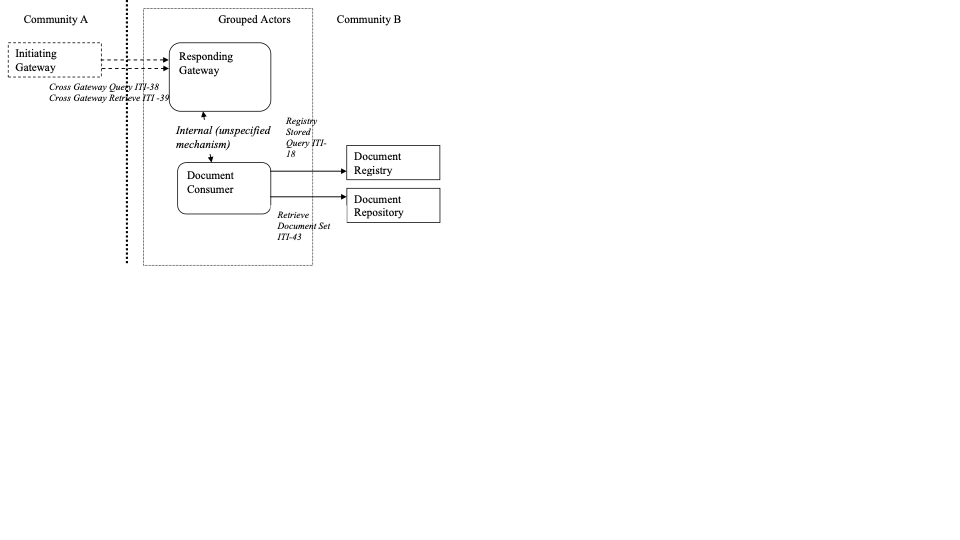 Community A
Grouped Actors
Community B
Initiating
Gateway
Responding
Gateway
Cross Gateway Query ITI-38
Cross Gateway Retrieve ITI -39
Internal (unspecified
mechanism)
Registry
Stored
Query ITI-
18
Document
Registry
Document
Consumer
Document
Repository
Retrieve
Document Set
ITI-43